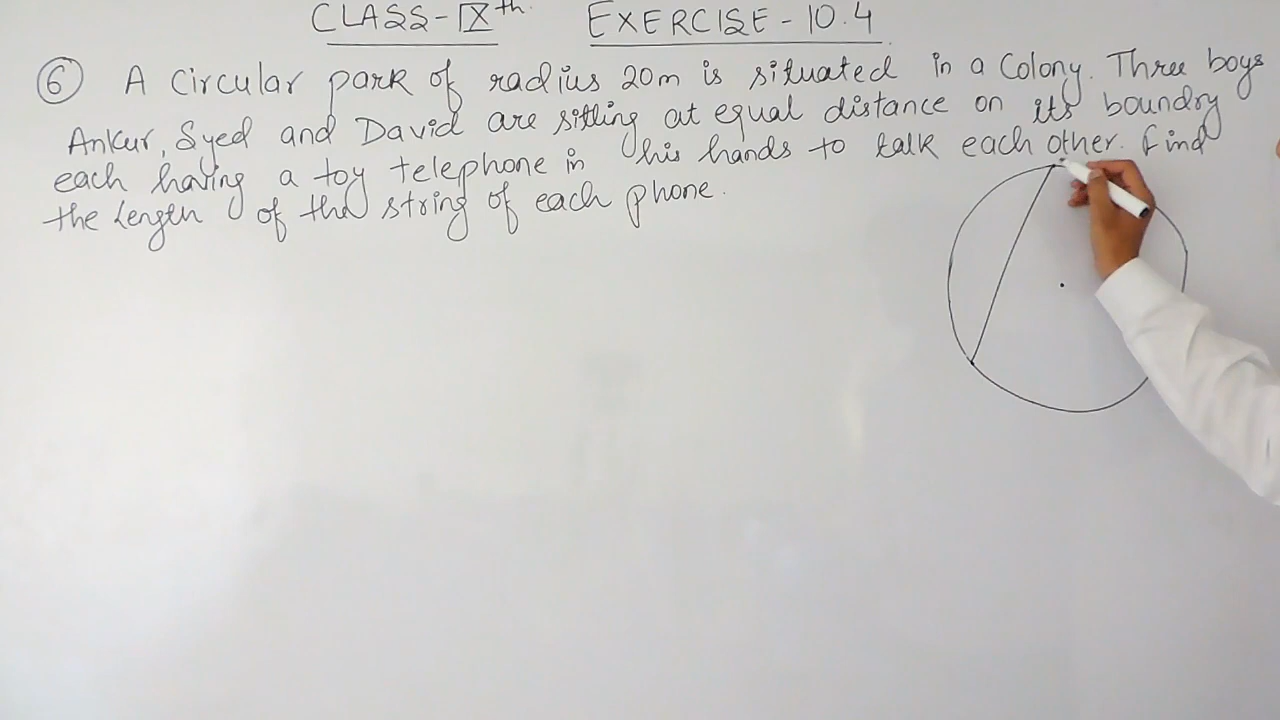 CLASS-IXth. EXERCISE-10.4
⑥ A Circular park of radius 20m is situated in a Colony. Three boys
Ankur, Syed and David are sitting at equal distance on its boundry
each having a toy telephone in his hands to talk each other. Find
the Length of the string of each phone.